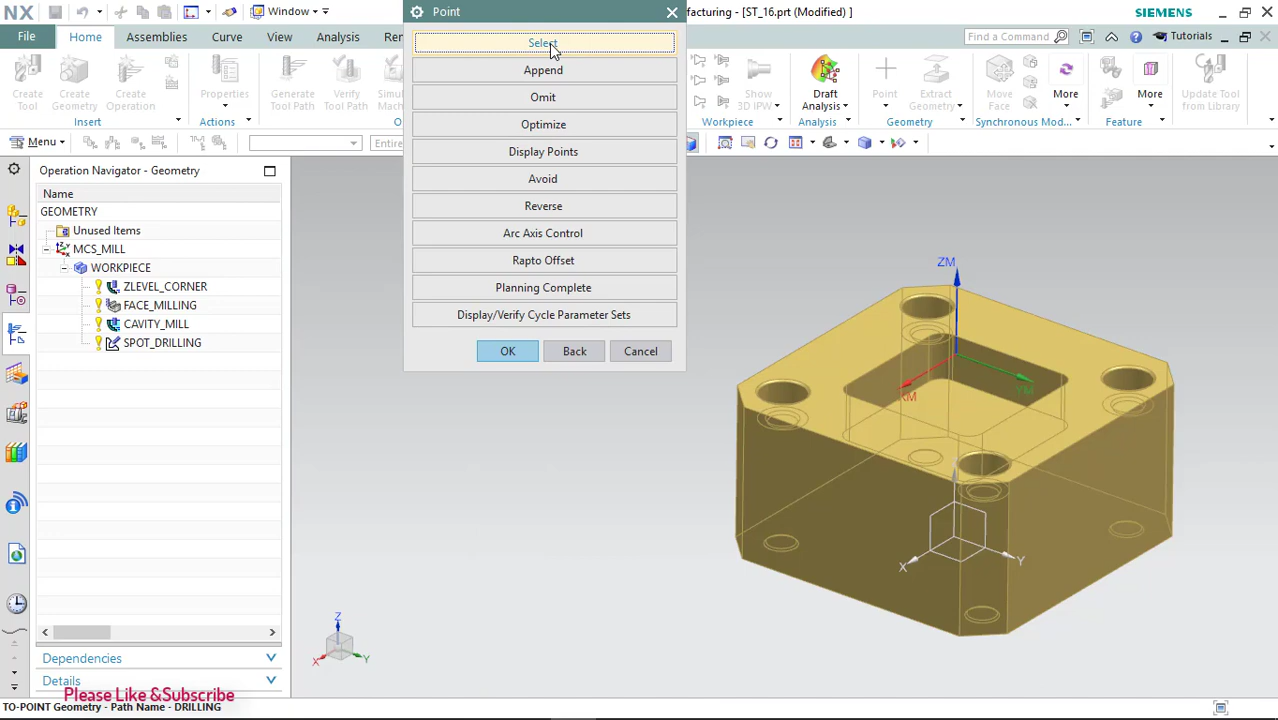 NX
Window
Point
facturing - [ST_16.prt (Modified) ]
SIEMENS
File
Home
Assemblies
Curve
View
Analysis
Find a Command
Tutorials
Create Tool
Create Geometry
Create Operation
Properties
Generate Tool Path
Verify Tool Path
Show 3D IPW
Draft Analysis
Point
Extract Geometry
Move Face
More
More
Update Tool from Library
Insert
Actions
Workpiece
Analysis
Geometry
Synchronous Mod...
Feature
Menu
Entire
Select
Append
Omit
Optimize
Display Points
Avoid
Reverse
Arc Axis Control
Rapto Offset
Planning Complete
Display/Verify Cycle Parameter Sets
OK
Back
Cancel
Operation Navigator - Geometry
Name
GEOMETRY
Unused Items
MCS_MILL
WORKPIECE
ZLEVEL_CORNER
FACE_MILLING
CAVITY_MILL
SPOT_DRILLING
ZM
YM
X
Y
Z
X
Y
Dependencies
Details
Please Like &Subscribe
TO-POINT Geometry - Path Name - DRILLING